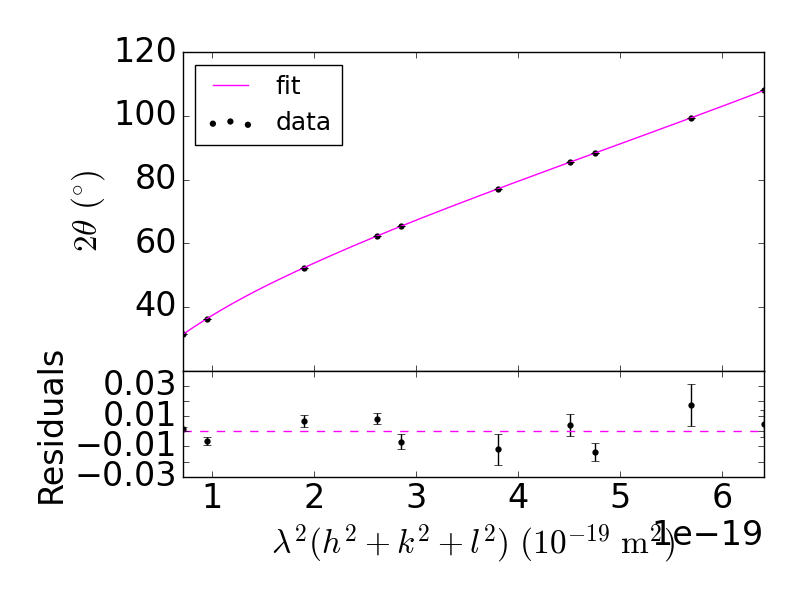 120
100
80
60
40
2θ (°)
fit
data
0.03
0.01
−0.01
−0.03
Residuals
1 2 3 4 5 6
1e−19
λ²(h² + k² + l²) (10⁻¹⁹ m²)